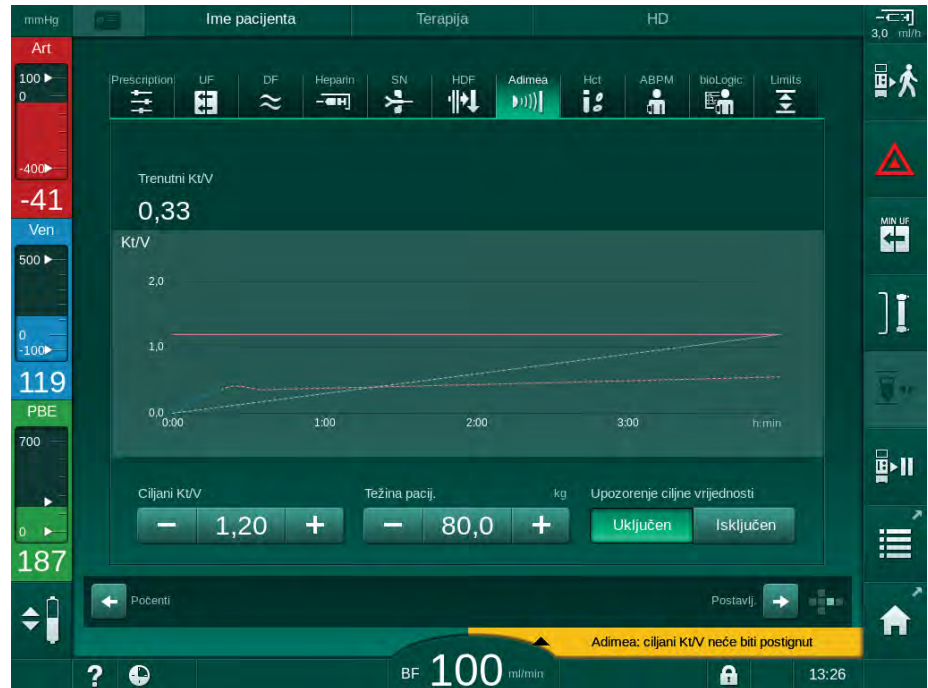 mmHg
Ime pacijenta
Terapija
HD
3,0 ml/h
Art
100
0
-400
-41
Ven
500
0
-100
119
PBE
700
0
187
Prescription
UF
DF
Heparin
SN
HDF
Adimea
Hct
ABPM
bioLogic
Limits
Trenutni Kt/V
0,33
Kt/V
2,0
1,0
0,0
0:00
1:00
2:00
3:00
h:min
Ciljani Kt/V
Težina pacij.
kg
Upozorenje ciljne vrijednosti
− 1,20 +
− 80,0 +
Uključen
Isključen
Počenti
Postavlj.
MIN UF
Adimea: ciljani Kt/V neće biti postignut
?
BF 100 ml/min
13:26